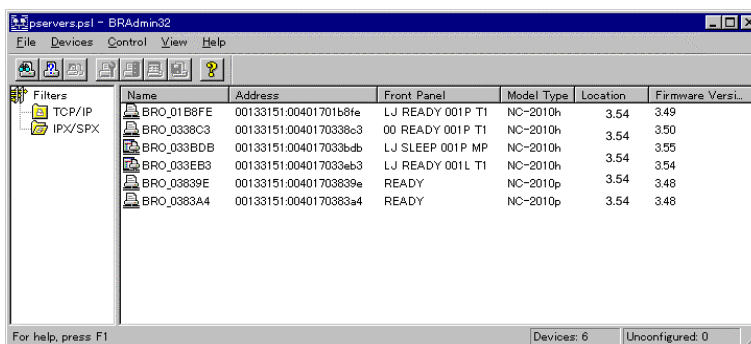 pservers.psl - BRAdmin32
File Devices Control View Help
Filters
TCP/IP
IPX/SPX
Name Address Front Panel Model Type Location Firmware Versi...
BRO_01B8FE 00133151:00401701b8fe LJ READY 001P T1 NC-2010h 3.54 3.49
BRO_0338C3 00133151:0040170338c3 00 READY 001P T1 NC-2010h 3.54 3.50
BRO_033BDB 00133151:004017033bdb LJ SLEEP 001P MP NC-2010h 3.54 3.55
BRO_033EB3 00133151:004017033eb3 LJ READY 001L T1 NC-2010h 3.54 3.54
BRO_03839E 00133151:00401703839e READY NC-2010p 3.54 3.48
BRO_0383A4 00133151:0040170383a4 READY NC-2010p 3.54 3.48
For help, press F1 Devices: 6 Unconfigured: 0